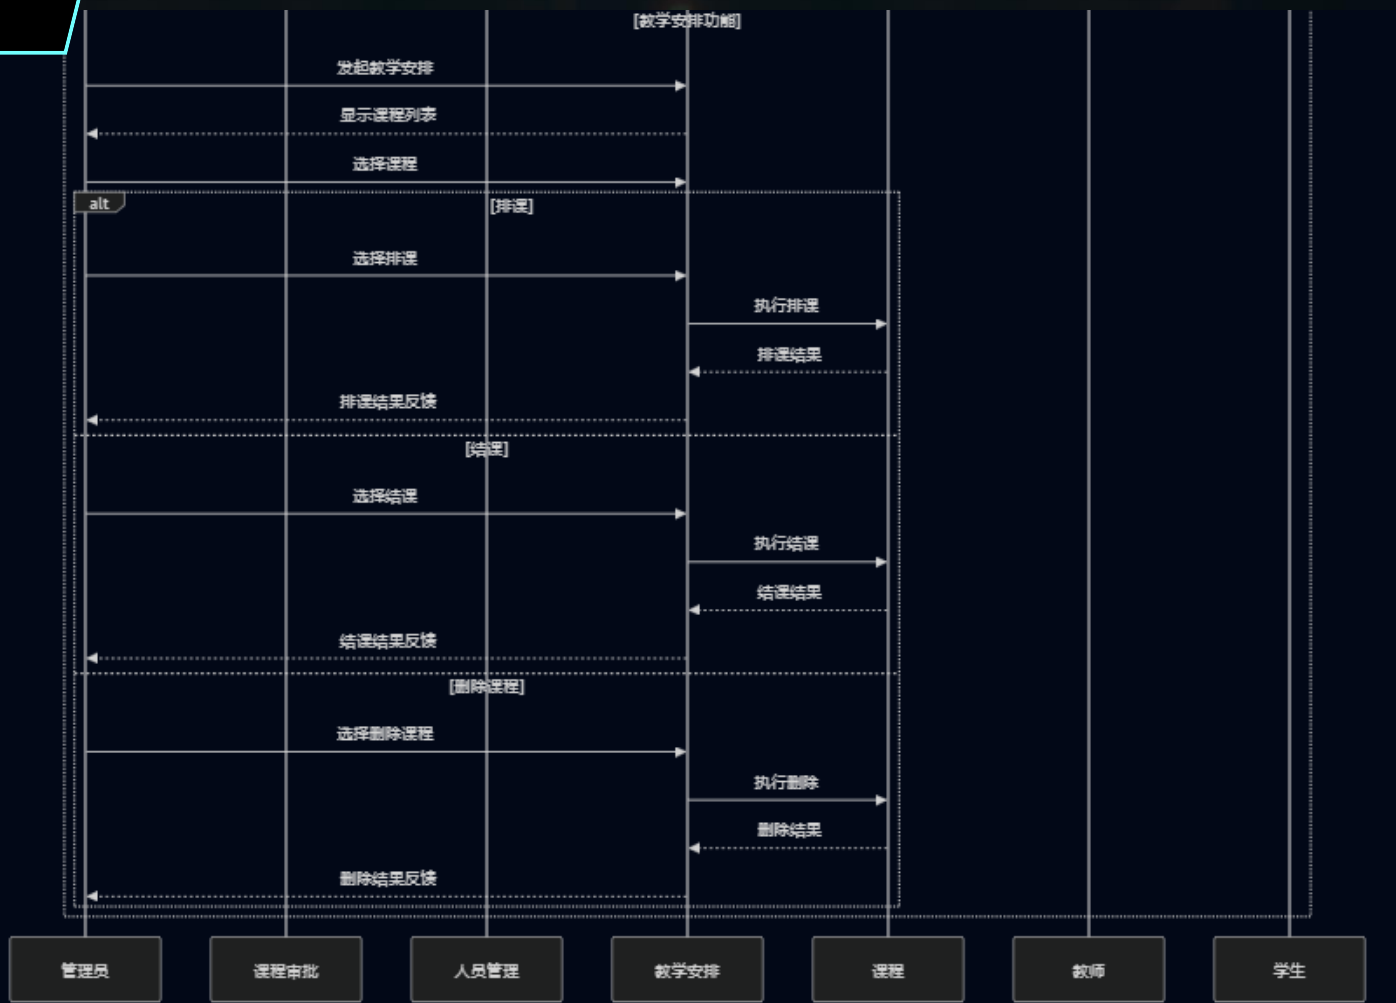 [教学安排功能]
发起教学安排
显示课程列表
选择课程
alt
[排课]
选择排课
执行排课
排课结果
排课结果反馈
[结课]
选择结课
执行结课
结课结果
结课结果反馈
[删除课程]
选择删除课程
执行删除
删除结果
删除结果反馈
管理员
课程审批
人员管理
教学安排
课程
教师
学生